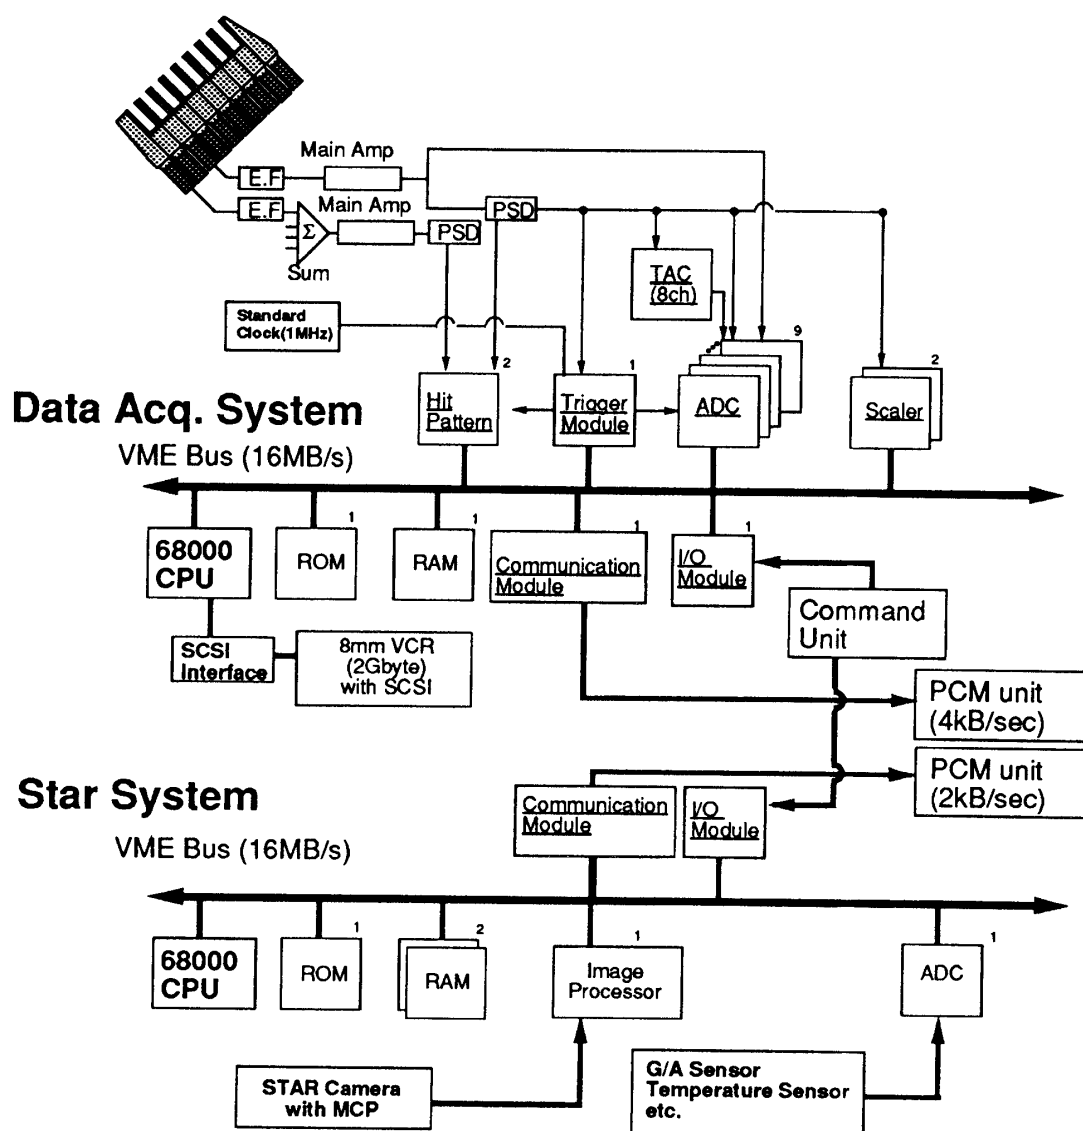 Main Amp
E.F
E.F
Main Amp
PSD
PSD
Σ
Sum
TAC
(8ch)
Standard
Clock(1MHz)
9
2
1
2
Hit
Pattern
Trigger
Module
ADC
Scaler
Data Acq. System
VME Bus (16MB/s)
1
1
1
1
68000
CPU
ROM
RAM
Communication
Module
I/O
Module
Command
Unit
SCSI
Interface
8mm VCR
(2Gbyte)
with SCSI
PCM unit
(4kB/sec)
PCM unit
(2kB/sec)
Star System
Communication
Module
I/O
Module
VME Bus (16MB/s)
1
2
1
1
68000
CPU
ROM
RAM
Image
Processor
ADC
STAR Camera
with MCP
G/A Sensor
Temperature Sensor
etc.